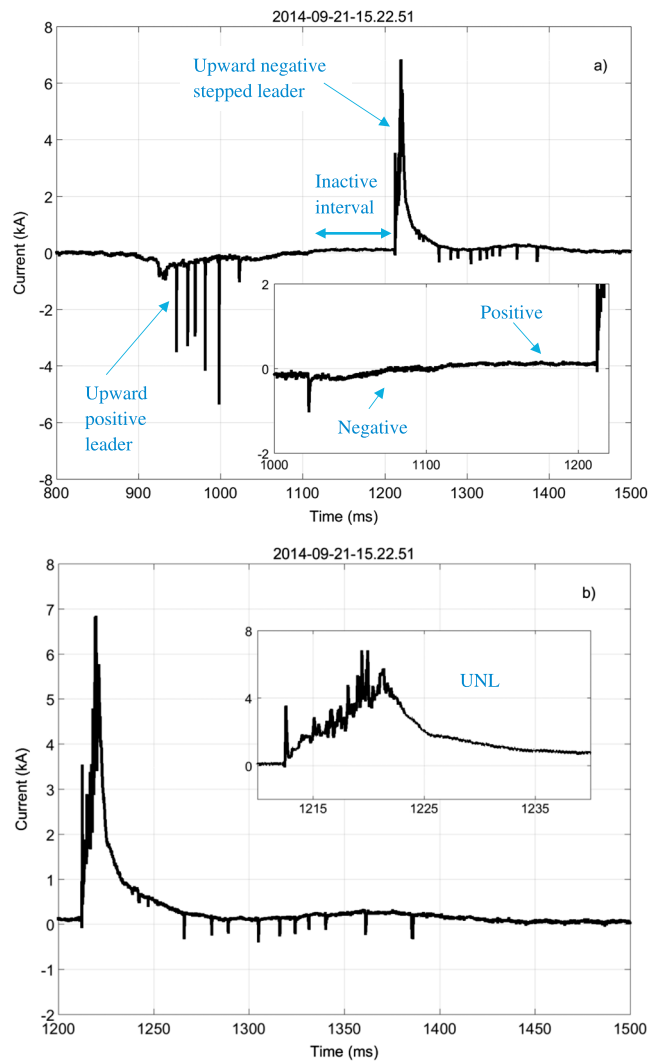 2014-09-21-15.22.51
8
6
4
2
0
-2
-4
-6
-8
Current (kA)
a)
Upward negative
stepped leader
Inactive
interval
Upward
positive
leader
2
0
-2
Positive
Negative
1000 1100 1200
800 900 1000 1100 1200 1300 1400 1500
Time (ms)
2014-09-21-15.22.51
8
7
6
5
4
3
2
1
0
-1
-2
Current (kA)
b)
8
4
0
UNL
1215 1225 1235
1200 1250 1300 1350 1400 1450 1500
Time (ms)